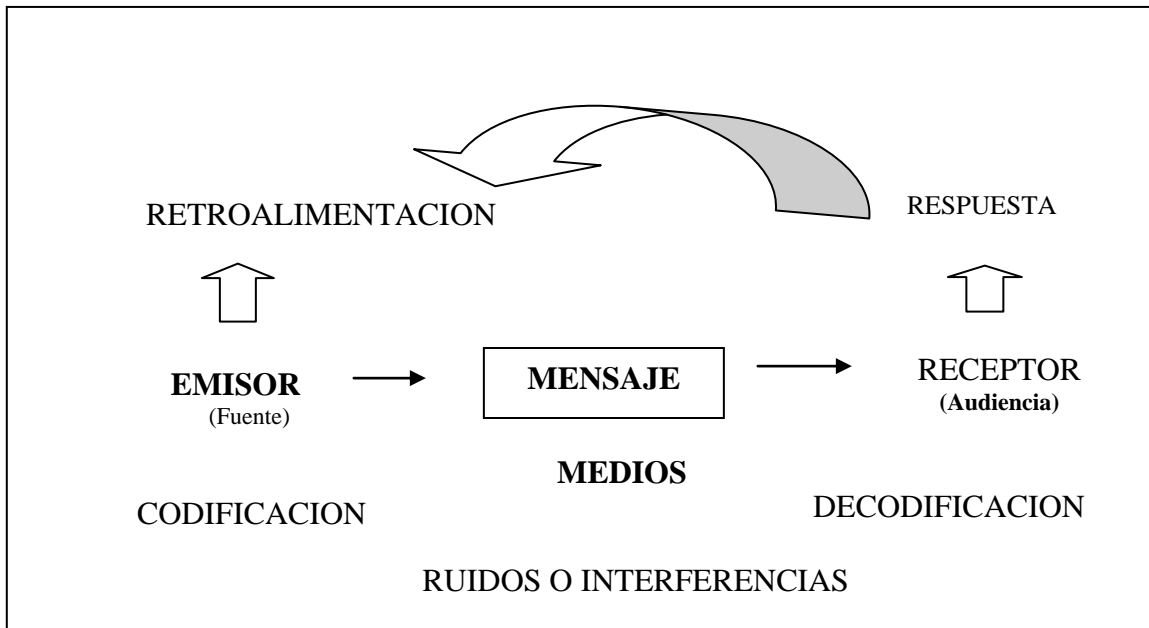 RETROALIMENTACION
RESPUESTA
EMISOR
(Fuente)
MENSAJE
RECEPTOR
(Audiencia)
MEDIOS
CODIFICACION
DECODIFICACION
RUIDOS O INTERFERENCIAS